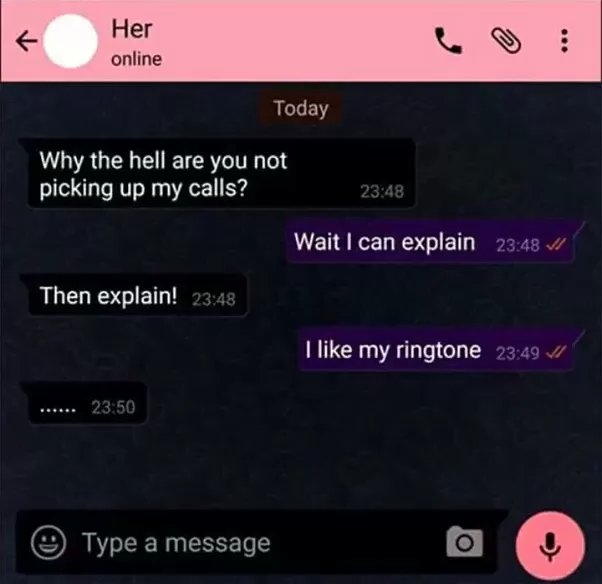 Her
online
Today
Why the hell are you not
picking up my calls? 23:48
Wait I can explain 23:48
Then explain! 23:48
I like my ringtone 23:49
...... 23:50
Type a message